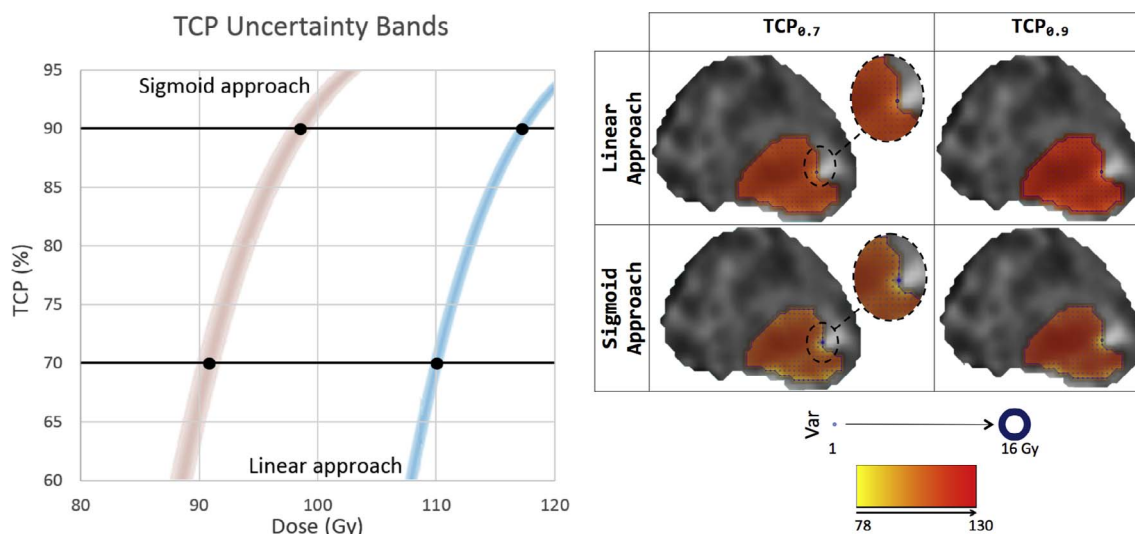 TCP Uncertainty Bands
95
90
85
80
75
70
65
60
TCP (%)
Sigmoid approach
Linear approach
80
90
100
110
120
Dose (Gy)
TCP₀.₇
TCP₀.₉
Linear
Approach
Sigmoid
Approach
Var
1
16 Gy
78
130